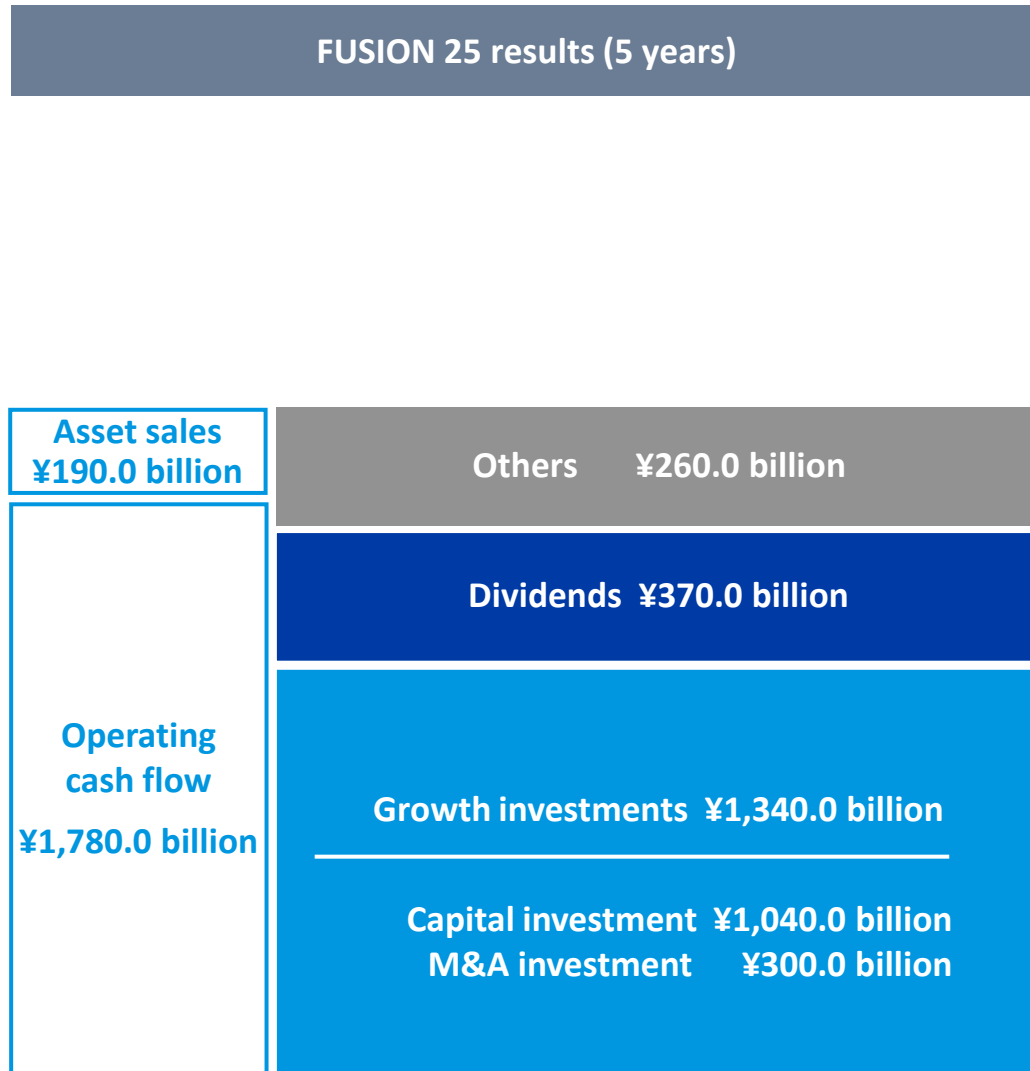 FUSION 25 results (5 years)
Asset sales
¥190.0 billion
Others ¥260.0 billion
Dividends ¥370.0 billion
Operating
cash flow
¥1,780.0 billion
Growth investments ¥1,340.0 billion
Capital investment ¥1,040.0 billion
M&A investment ¥300.0 billion